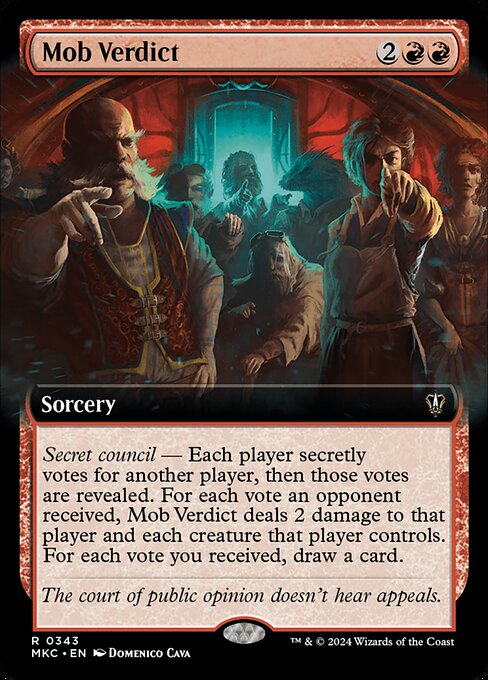 Mob Verdict 2
Sorcery
Secret council — Each player secretly
votes for another player, then those votes
are revealed. For each vote an opponent
received, Mob Verdict deals 2 damage to that
player and each creature that player controls.
For each vote you received, draw a card.
The court of public opinion doesn't hear appeals.
R 0343
MKC • EN Domenico Cava
™ & © 2024 Wizards of the Coast